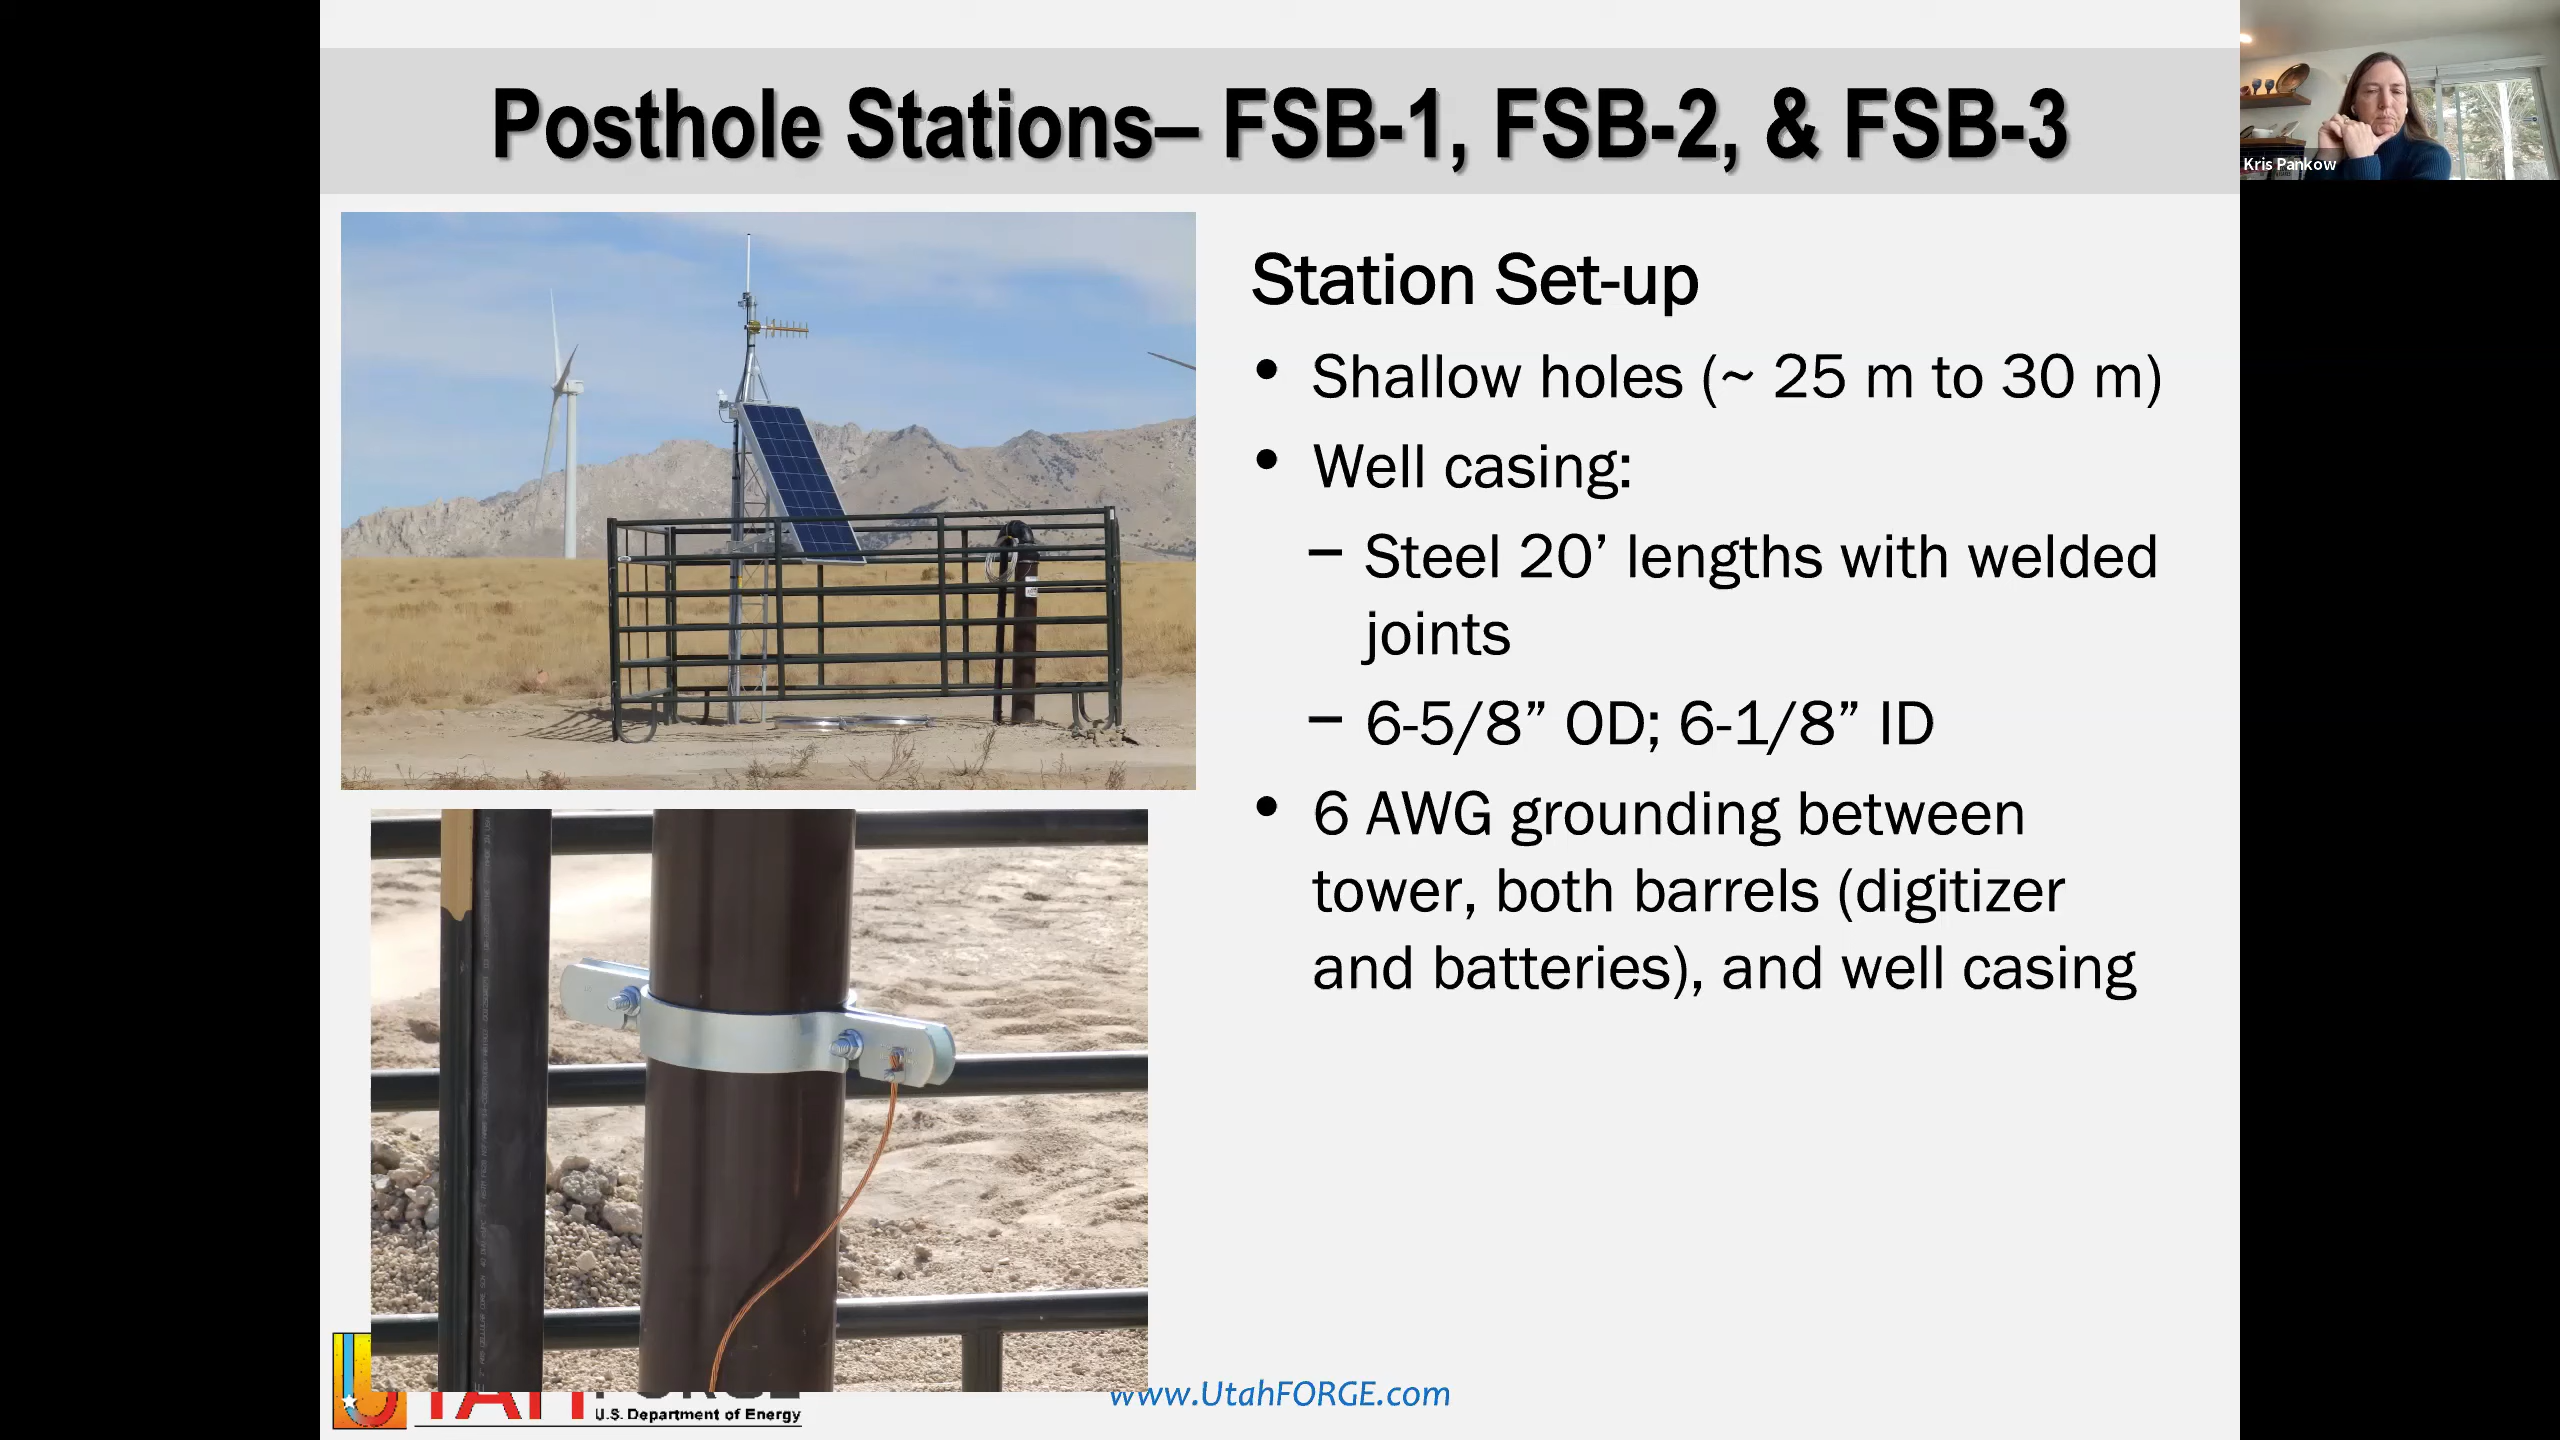 Posthole Stations– FSB-1, FSB-2, & FSB-3
Kris Pankow
Station Set-up
• Shallow holes (~ 25 m to 30 m)
• Well casing:
– Steel 20’ lengths with welded
joints
– 6-5/8” OD; 6-1/8” ID
• 6 AWG grounding between
tower, both barrels (digitizer
and batteries), and well casing
UTAH FORGE
U.S. Department of Energy
www.UtahFORGE.com